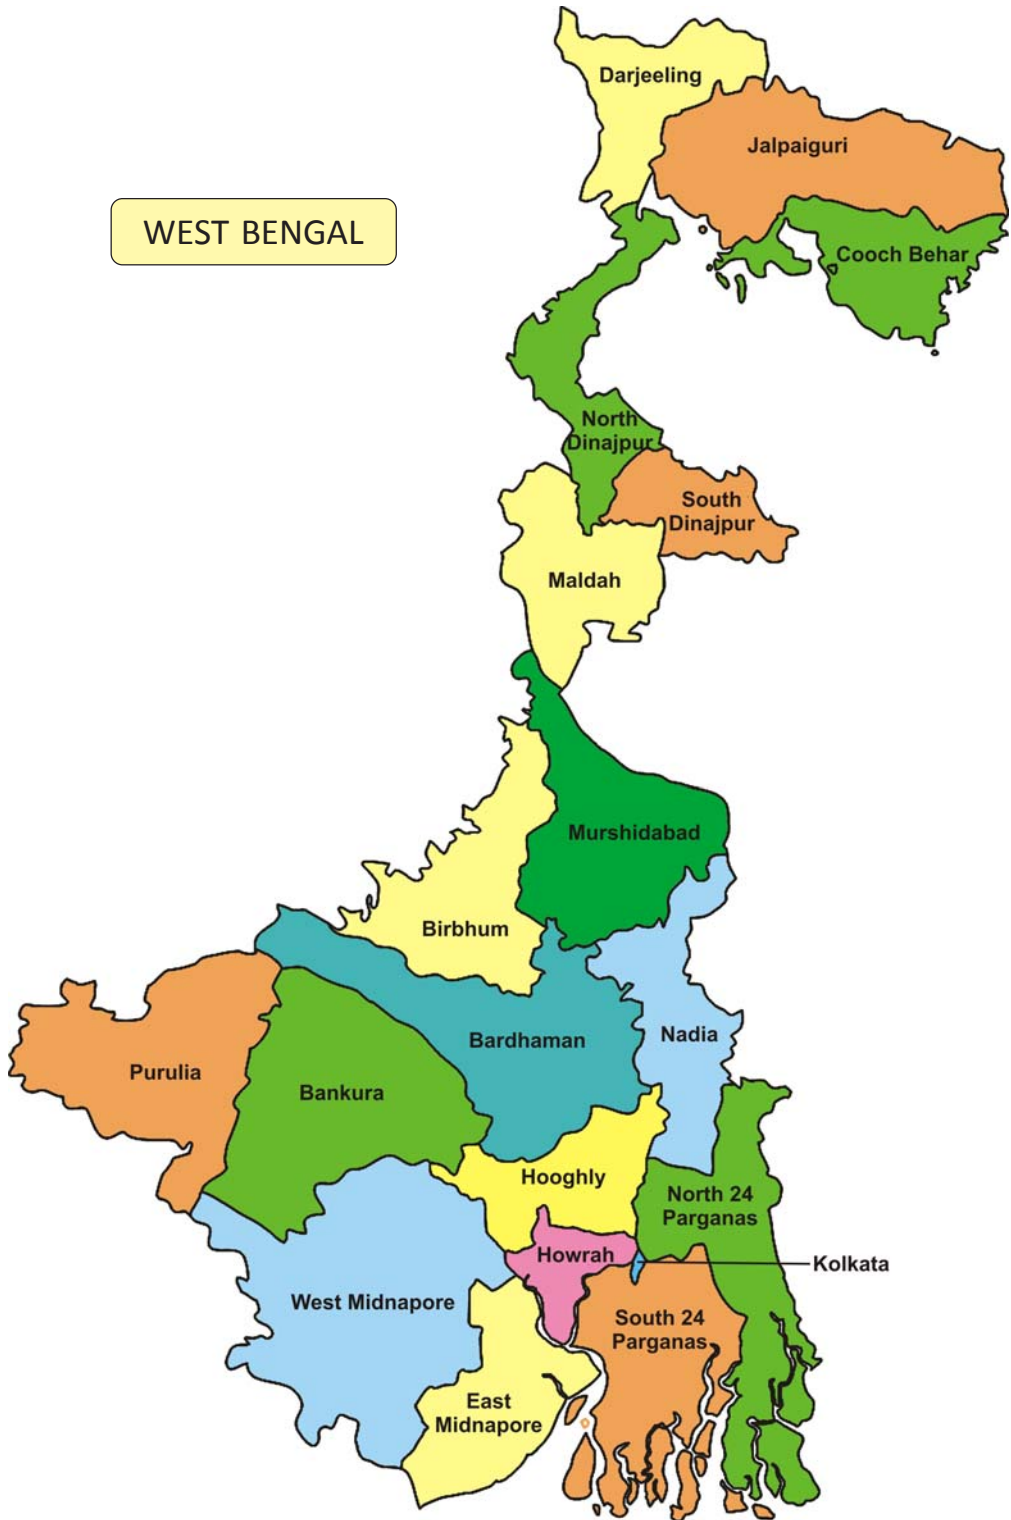 Darjeeling
Jalpaiguri
WEST BENGAL
Cooch Behar
North
Dinajpur
South
Dinajpur
Maldah
Murshidabad
Birbhum
Bardhaman
Nadia
Purulia
Bankura
Hooghly
North 24
Parganas
Howrah
Kolkata
West Midnapore
South 24
Parganas
East
Midnapore